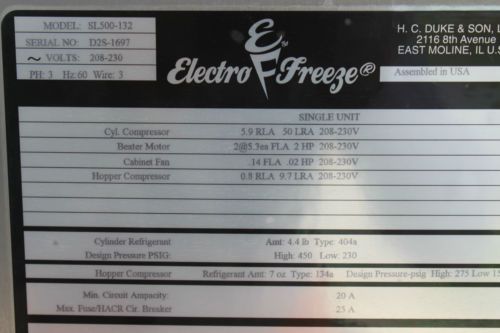 MODEL: SL500-132
SERIAL NO: D2S-1697
~ VOLTS: 208-230
PH: 3 Hz: 60 Wire: 3
E F ™
Electro Freeze®
H. C. DUKE & SON,
2116 8th Avenue
EAST MOLINE, IL U.S.
Assembled in USA
SINGLE UNIT
Cyl. Compressor 5.9 RLA 50 LRA 208-230V
Beater Motor 2@5.3ea FLA 2 HP 208-230V
Cabinet Fan .14 FLA .02 HP 208-230V
Hopper Compressor 0.8 RLA 9.7 LRA 208-230V
Cylinder Refrigerant Amt: 4.4 lb Type: 404a
Design Pressure PSIG: High: 450 Low: 230
Hopper Compressor Refrigerant Amt: 7 oz Type: 134a Design Pressure-psig High: 275 Low 15
Min. Circuit Ampacity: 20 A
Max. Fuse/HACR Cir. Breaker 25 A